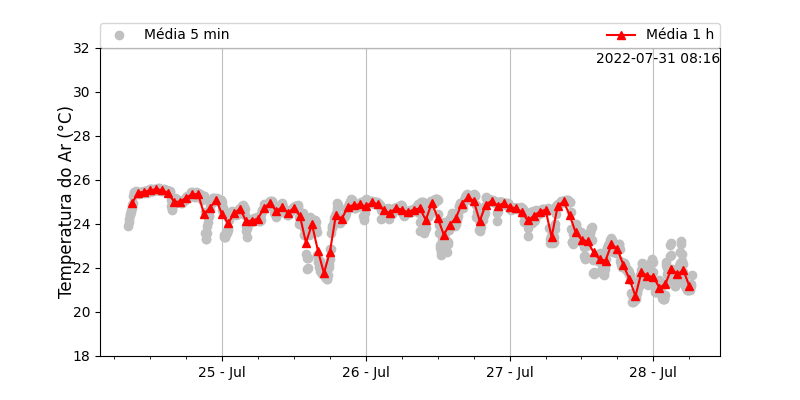 Média 5 min
Média 1 h
2022-07-31 08:16
Temperatura do Ar (°C)
32
30
28
26
24
22
20
18
25 - Jul
26 - Jul
27 - Jul
28 - Jul